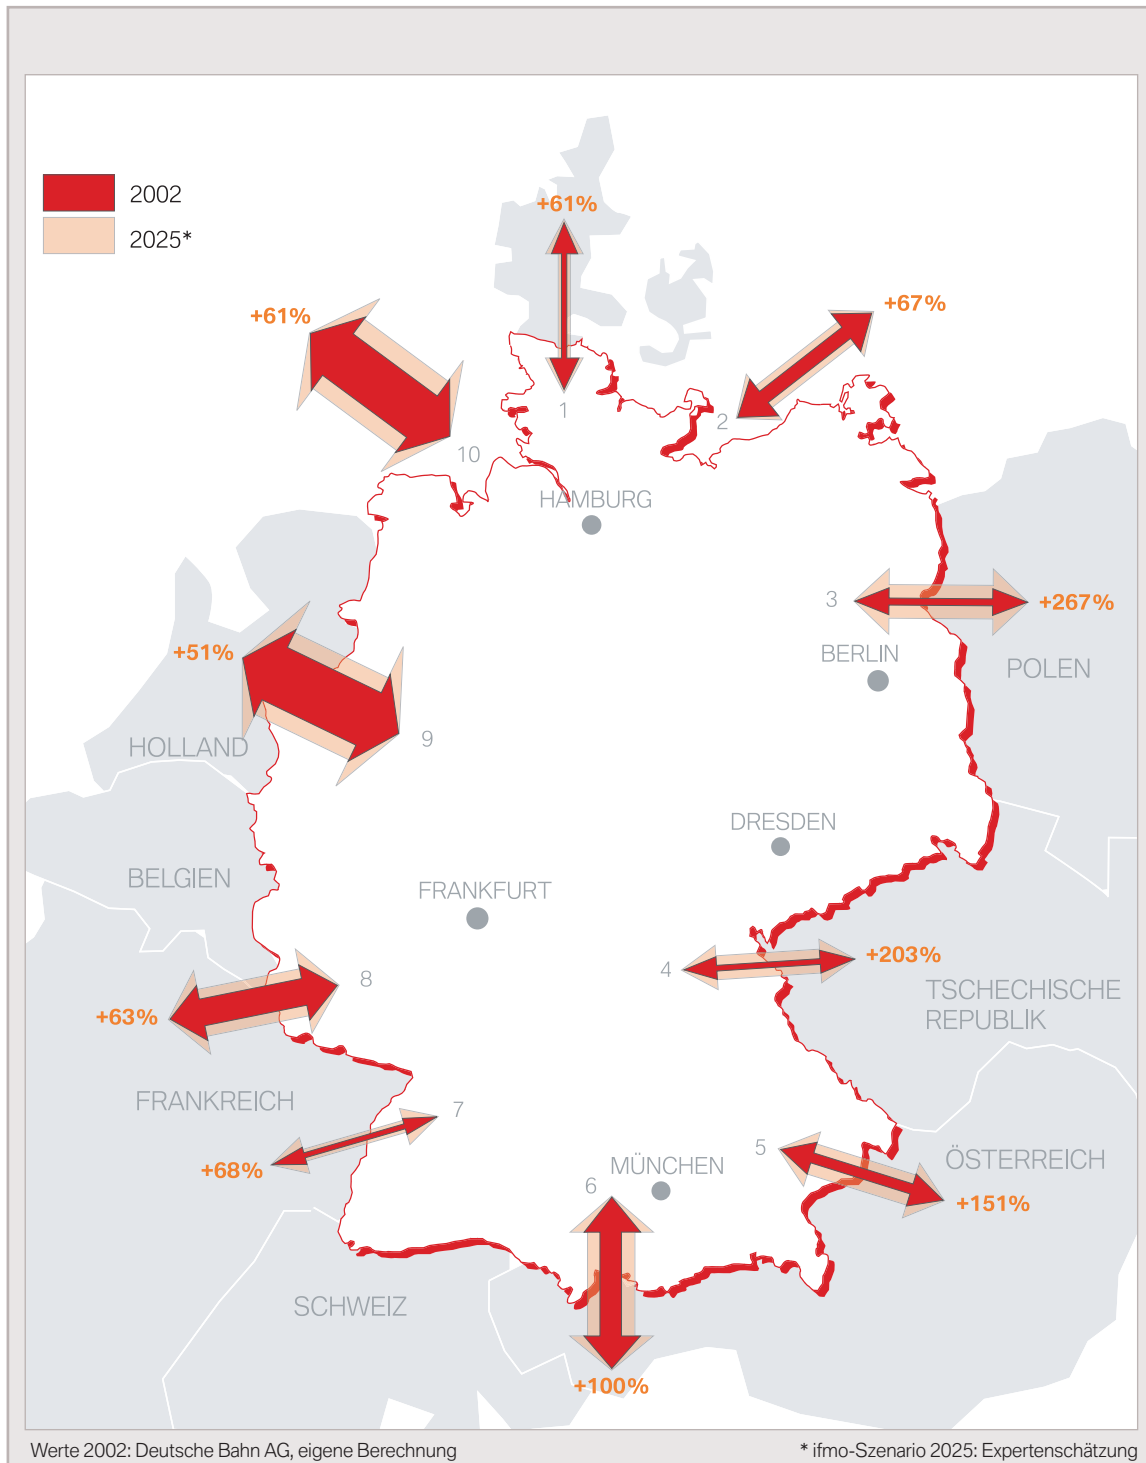 2002
2025*
+61%
1
+67%
2
+61%
10
HAMBURG
3
+267%
BERLIN
POLEN
+51%
9
HOLLAND
DRESDEN
BELGIEN
FRANKFURT
4
+203%
TSCHECHISCHE
REPUBLIK
8
+63%
FRANKREICH
7
+68%
5
ÖSTERREICH
+151%
MÜNCHEN
6
SCHWEIZ
+100%
Werte 2002: Deutsche Bahn AG, eigene Berechnung
* ifmo-Szenario 2025: Expertenschätzung